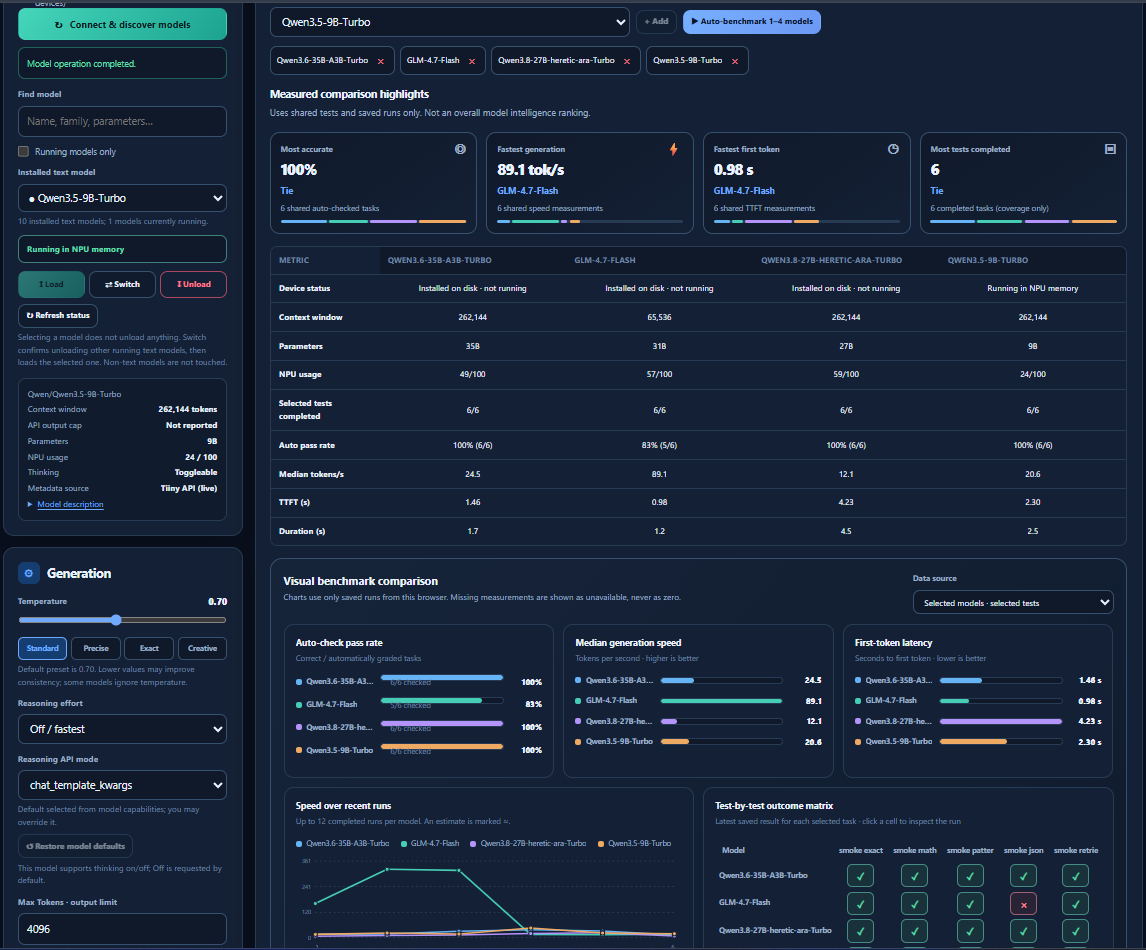 devices)
↻ Connect & discover models
Model operation completed.
Find model
Name, family, parameters...
Running models only
Installed text model
● Qwen3.5-9B-Turbo
10 installed text models; 1 models currently running.
Running in NPU memory
↥ Load
⇄ Switch
↧ Unload
↻ Refresh status
Selecting a model does not unload anything. Switch
confirms unloading other running text models, then
loads the selected one. Non-text models are not touched.
Qwen/Qwen3.5-9B-Turbo
Context window 262,144 tokens
API output cap Not reported
Parameters 9B
NPU usage 24 / 100
Thinking Toggleable
Metadata source Tiiny API (live)
▶ Model description
Generation
Temperature 0.70
Standard Precise Exact Creative
Default preset is 0.70. Lower values may improve
consistency; some models ignore temperature.
Reasoning effort
Off / fastest
Reasoning API mode
chat_template_kwargs
Default selected from model capabilities; you may
override it.
↺ Restore model defaults
This model supports thinking on/off; Off is requested by
default.
Max Tokens · output limit
4096
Qwen3.5-9B-Turbo
+ Add
▶ Auto-benchmark 1–4 models
Qwen3.6-35B-A3B-Turbo × GLM-4.7-Flash × Qwen3.8-27B-heretic-ara-Turbo × Qwen3.5-9B-Turbo ×
Measured comparison highlights
Uses shared tests and saved runs only. Not an overall model intelligence ranking.
Most accurate
100%
Tie
6 shared auto-checked tasks
Fastest generation
89.1 tok/s
GLM-4.7-Flash
6 shared speed measurements
Fastest first token
0.98 s
GLM-4.7-Flash
6 shared TTFT measurements
Most tests completed
6
Tie
6 completed tasks (coverage only)
METRIC QWEN3.6-35B-A3B-TURBO GLM-4.7-FLASH QWEN3.8-27B-HERETIC-ARA-TURBO QWEN3.5-9B-TURBO
Device status Installed on disk · not running Installed on disk · not running Installed on disk · not running Running in NPU memory
Context window 262,144 65,536 262,144 262,144
Parameters 35B 31B 27B 9B
NPU usage 49/100 57/100 59/100 24/100
Selected tests
completed 6/6 6/6 6/6 6/6
Auto pass rate 100% (6/6) 83% (5/6) 100% (6/6) 100% (6/6)
Median tokens/s 24.5 89.1 12.1 20.6
TTFT (s) 1.46 0.98 4.23 2.30
Duration (s) 1.7 1.2 4.5 2.5
Visual benchmark comparison
Charts use only saved runs from this browser. Missing measurements are shown as unavailable, never as zero.
Data source
Selected models · selected tests
Auto-check pass rate
Correct / automatically graded tasks
Qwen3.6-35B-A3... 6/6 checked 100%
GLM-4.7-Flash 5/6 checked 83%
Qwen3.8-27B-he... 6/6 checked 100%
Qwen3.5-9B-Turbo 6/6 checked 100%
Median generation speed
Tokens per second · higher is better
Qwen3.6-35B-A3... 24.5
GLM-4.7-Flash 89.1
Qwen3.8-27B-he... 12.1
Qwen3.5-9B-Turbo 20.6
First-token latency
Seconds to first token · lower is better
Qwen3.6-35B-A3... 1.46 s
GLM-4.7-Flash 0.98 s
Qwen3.8-27B-he... 4.23 s
Qwen3.5-9B-Turbo 2.30 s
Speed over recent runs
Up to 12 completed runs per model. An estimate is marked ≈.
Qwen3.6-35B-A3B-Turbo GLM-4.7-Flash Qwen3.8-27B-heretic-ara-Turbo Qwen3.5-9B-Turbo
361
241
120
0
Test-by-test outcome matrix
Latest saved result for each selected task · click a cell to inspect the run
Model smoke exact smoke math smoke patter smoke json smoke retrie
Qwen3.6-35B-A3B-Turbo ✓ ✓ ✓ ✓ ✓
GLM-4.7-Flash ✓ ✓ ✓ × ✓
Qwen3.8-27B-heretic-ara-Turbo ✓ ✓ ✓ ✓ ✓